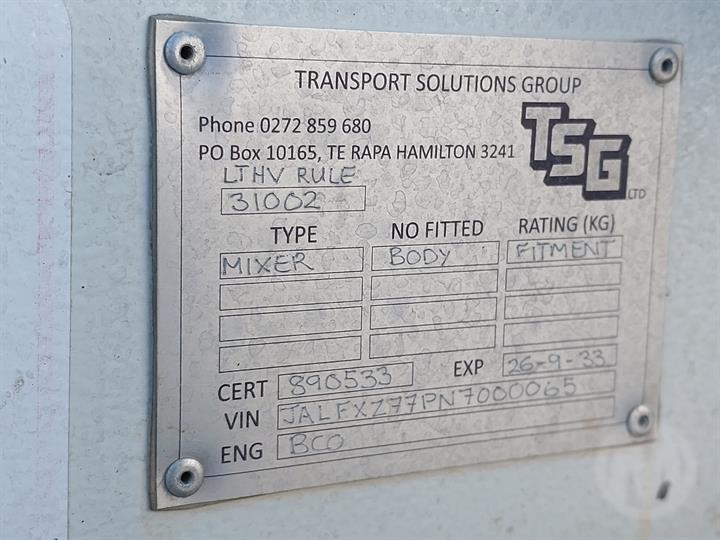 TRANSPORT SOLUTIONS GROUP
Phone 0272 859 680
PO Box 10165, TE RAPA HAMILTON 3241
TSG LTD
LTHV RULE
31002
TYPE NO FITTED RATING (KG)
MIXER BODY FITMENT
CERT 890533 EXP 26-9-33
VIN JALFXZ77PN7000065
ENG BCO